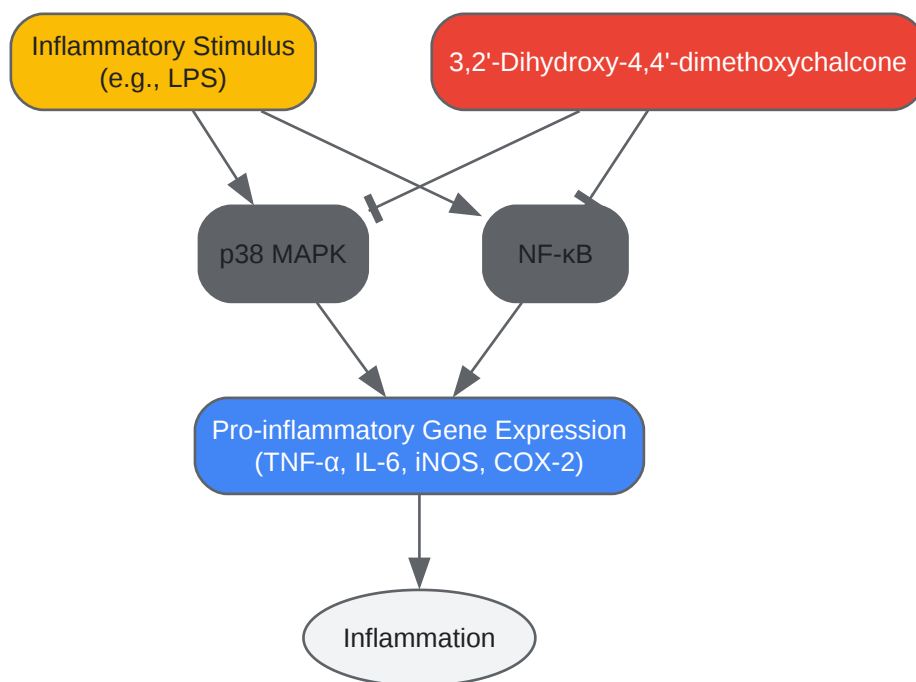 Inflammatory Stimulus
(e.g., LPS)
3,2'-Dihydroxy-4,4'-dimethoxychalcone
p38 MAPK
NF-κB
Pro-inflammatory Gene Expression
(TNF-α, IL-6, iNOS, COX-2)
Inflammation